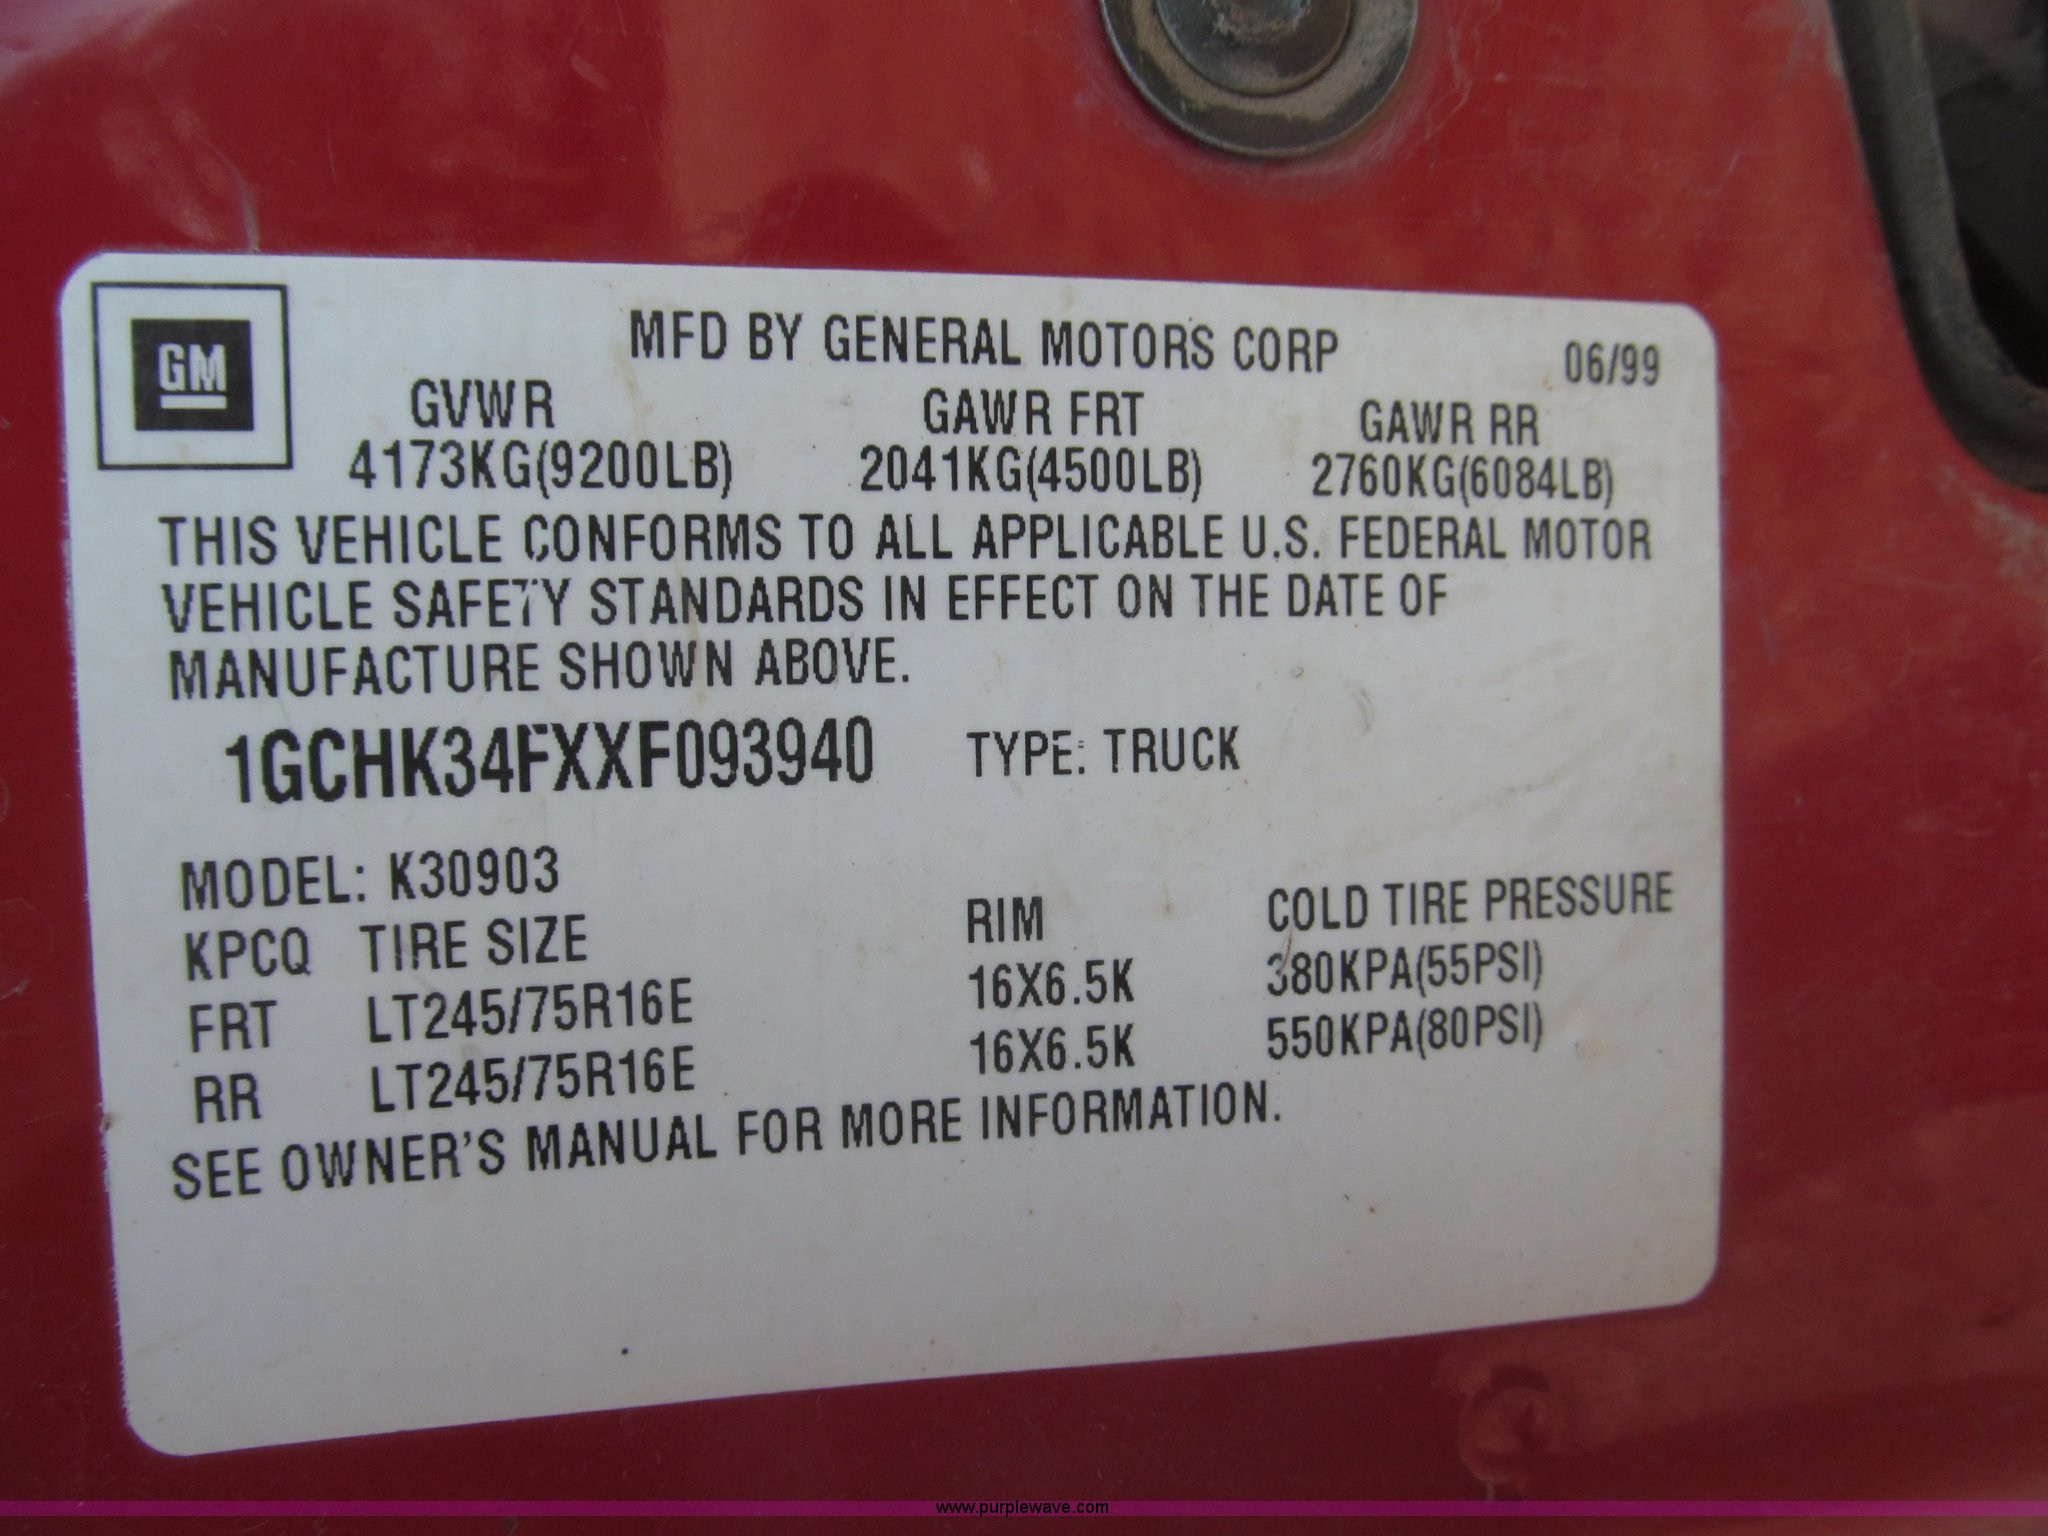 GM
MFD BY GENERAL MOTORS CORP 06/99
GVWR GAWR FRT GAWR RR
4173KG(9200LB) 2041KG(4500LB) 2760KG(6084LB)
THIS VEHICLE CONFORMS TO ALL APPLICABLE U.S. FEDERAL MOTOR
VEHICLE SAFETY STANDARDS IN EFFECT ON THE DATE OF
MANUFACTURE SHOWN ABOVE.
1GCHK34FXXF093940 TYPE: TRUCK
MODEL: K30903
KPCQ TIRE SIZE RIM COLD TIRE PRESSURE
FRT LT245/75R16E 16X6.5K 380KPA(55PSI)
RR LT245/75R16E 16X6.5K 550KPA(80PSI)
SEE OWNER'S MANUAL FOR MORE INFORMATION.
www.purplewave.com